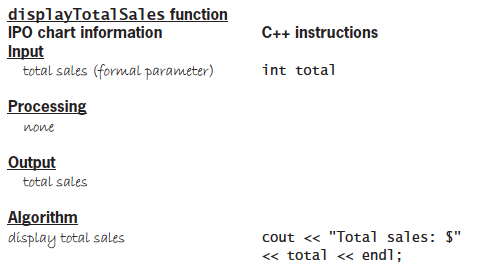 displayTotalSales function
IPO chart information C++ instructions
Input
total sales (formal parameter) int total
Processing
none
Output
total sales
Algorithm
display total sales cout << "Total sales: $"
<< total << endl;